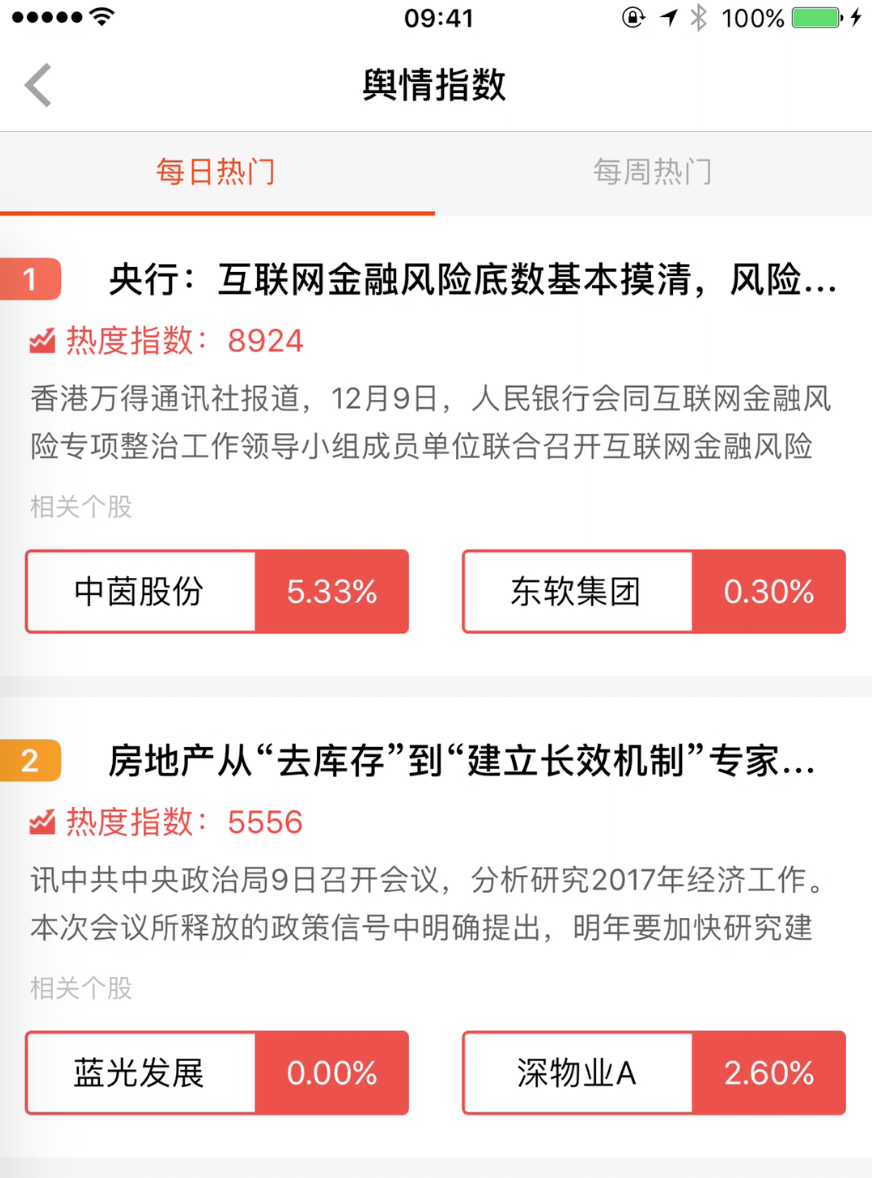 09:41
100%
舆情指数
每日热门
每周热门
1
央行：互联网金融风险底数基本摸清，风险...
热度指数：8924
香港万得通讯社报道，12月9日，人民银行会同互联网金融风
险专项整治工作领导小组成员单位联合召开互联网金融风险
相关个股
中茵股份
5.33%
东软集团
0.30%
2
房地产从“去库存”到“建立长效机制”专家...
热度指数：5556
讯中共中央政治局9日召开会议，分析研究2017年经济工作。
本次会议所释放的政策信号中明确提出，明年要加快研究建
相关个股
蓝光发展
0.00%
深物业A
2.60%